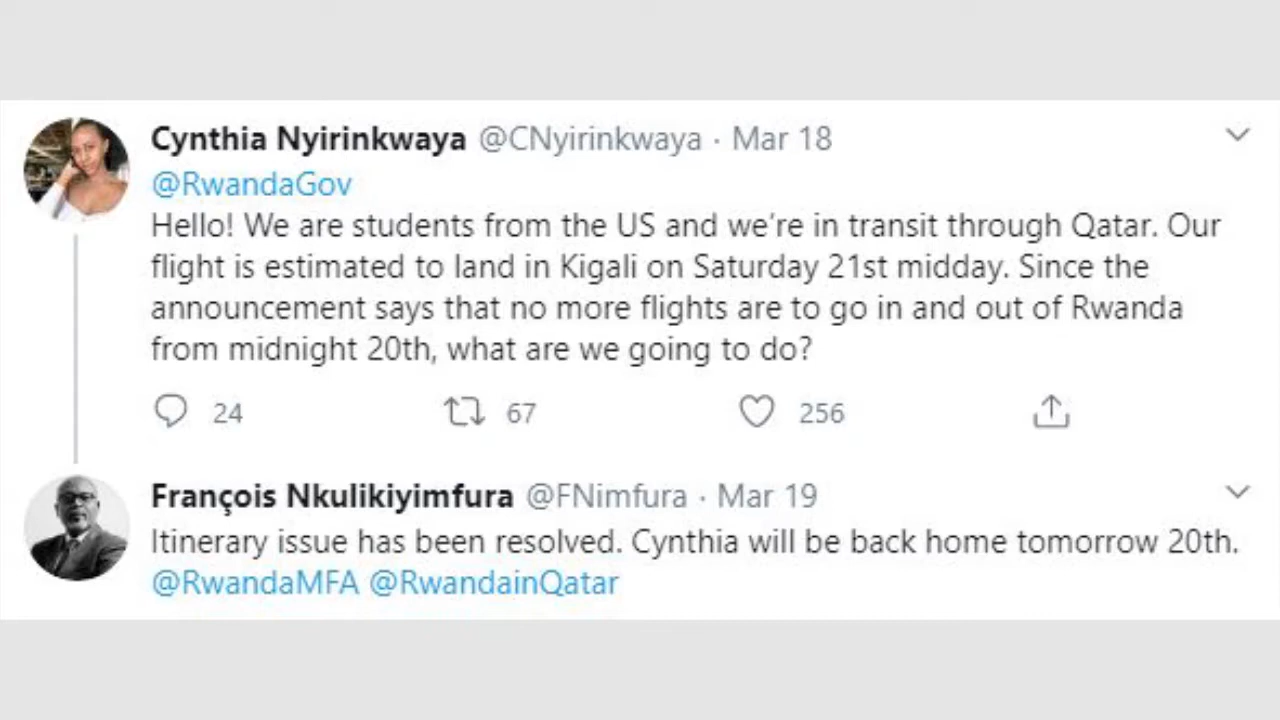 Cynthia Nyirinkwaya @CNyirinkwaya · Mar 18
@RwandaGov
Hello! We are students from the US and we're in transit through Qatar. Our
flight is estimated to land in Kigali on Saturday 21st midday. Since the
announcement says that no more flights are to go in and out of Rwanda
from midnight 20th, what are we going to do?
24 67 256
François Nkulikiyimfura @FNimfura · Mar 19
Itinerary issue has been resolved. Cynthia will be back home tomorrow 20th.
@RwandaMFA @RwandainQatar